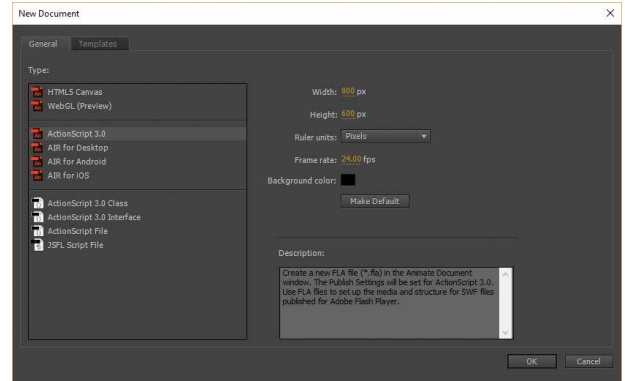 New Document
General
Templates
Type:
HTML5 Canvas
WebGL (Preview)
ActionScript 3.0
AIR for Desktop
AIR for Android
AIR for iOS
ActionScript 3.0 Class
ActionScript 3.0 Interface
ActionScript File
JSFL Script File
Width: 800 px
Height: 600 px
Ruler units: Pixels
Frame rate: 24.00 fps
Background color:
Make Default
Description:
Create a new FLA file (*.fla) in the Animate Document
window. The Publish Settings will be set for ActionScript 3.0.
Use FLA files to set up the media and structure for SWF files
published for Adobe Flash Player.
OK
Cancel